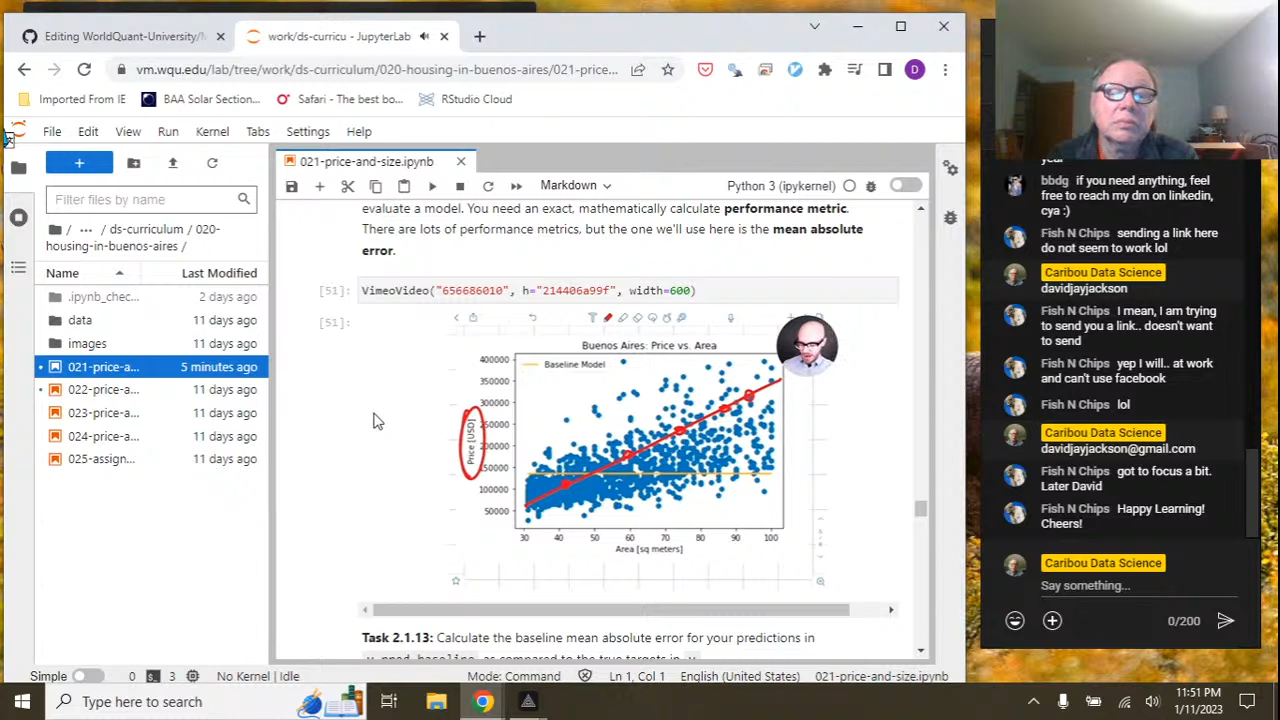 Editing WorldQuant-University/
work/ds-curricu - JupyterLab
vm.wqu.edu/lab/tree/work/ds-curriculum/020-housing-in-buenos-aires/021-price...
D
Imported From IE
BAA Solar Section...
Safari - The best bo...
RStudio Cloud
File Edit View Run Kernel Tabs Settings Help
+
Filter files by name
/ ... / ds-curriculum / 020-
housing-in-buenos-aires /
Name Last Modified
.ipynb_chec... 2 days ago
data 11 days ago
images 11 days ago
021-price-a... 5 minutes ago
022-price-a... 11 days ago
023-price-a... 11 days ago
024-price-a... 11 days ago
025-assign... 11 days ago
021-price-and-size.ipynb
Markdown Python 3 (ipykernel)
evaluate a model. You need an exact, mathematically calculate performance metric.
There are lots of performance metrics, but the one we'll use here is the mean absolute
error.
[51]: VimeoVideo("656686010", h="214406a99f", width=600)
[51]:
Buenos Aires: Price vs. Area
Baseline Model
400000
350000
300000
250000
200000
150000
100000
50000
Price [USD]
30 40 50 60 70 80 90 100
Area [sq meters]
Task 2.1.13: Calculate the baseline mean absolute error for your predictions in
y_pred_baseline as compared to the true targets in y.
Simple 0 3 No Kernel | Idle Mode: Command Ln 1, Col 1 English (United States) 021-price-and-size.ipynb
year
bbdg if you need anything, feel
free to reach my dm on linkedin,
cya :)
Fish N Chips sending a link here
do not seem to work lol
Caribou Data Science
davidjayjackson
Fish N Chips I mean, I am trying
to send you a link.. doesn't want
to send
Fish N Chips yep I will.. at work
and can't use facebook
Fish N Chips lol
Caribou Data Science
davidjayjackson@gmail.com
Fish N Chips got to focus a bit.
Later David
Fish N Chips Happy Learning!
Cheers!
Caribou Data Science
Say something...
0/200
Type here to search
11:51 PM
1/11/2023